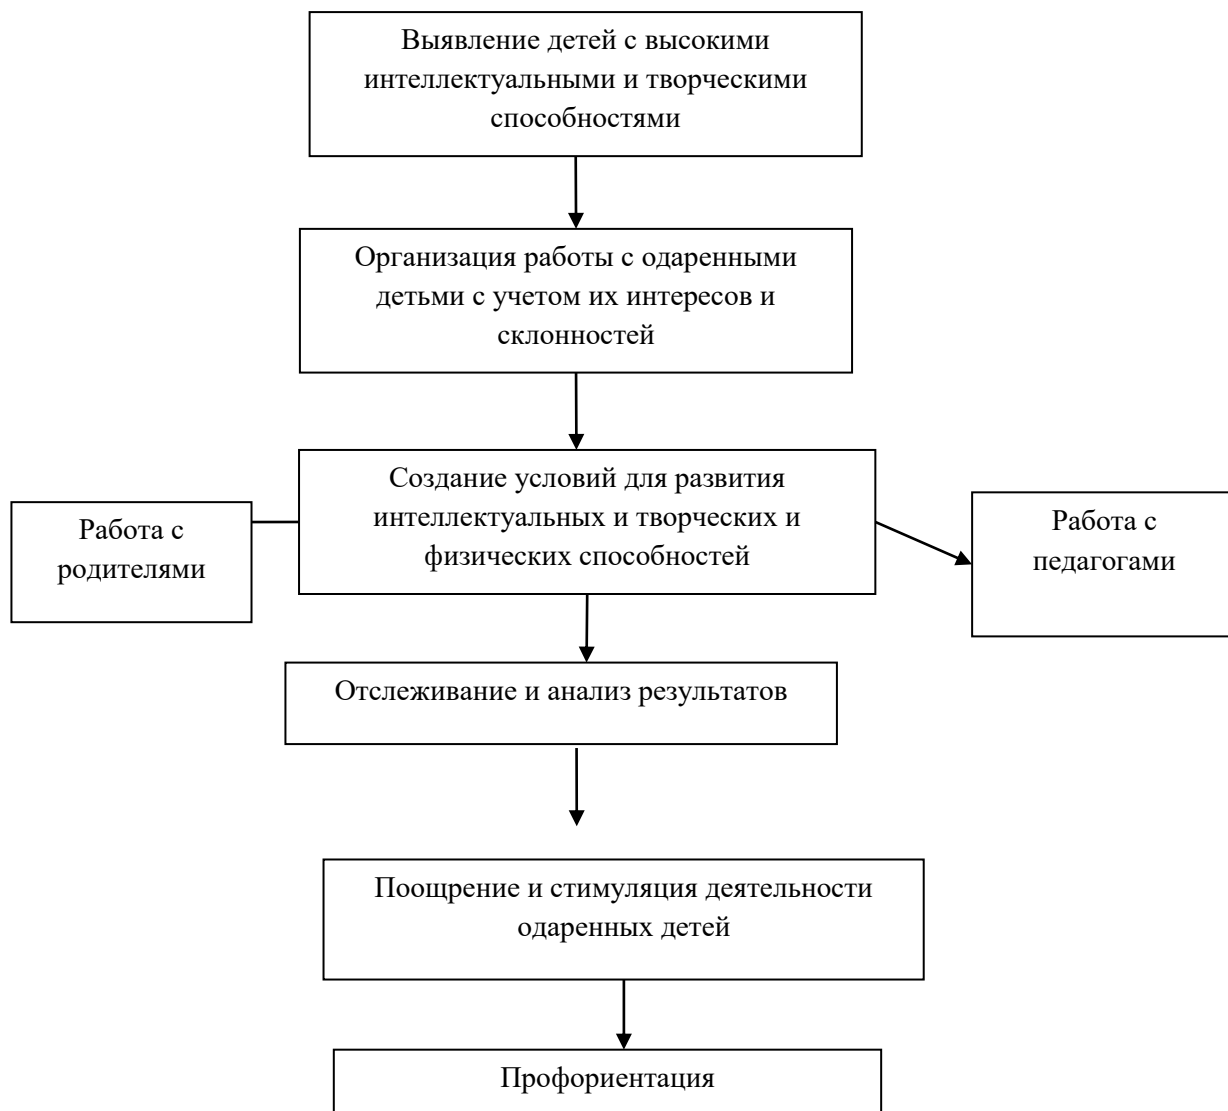 Выявление детей с высокими
интеллектуальными и творческими
способностями
Организация работы с одаренными
детьми с учетом их интересов и
склонностей
Создание условий для развития
интеллектуальных и творческих и
физических способностей
Работа с
родителями
Работа с
педагогами
Отслеживание и анализ результатов
Поощрение и стимуляция деятельности
одаренных детей
Профориентация